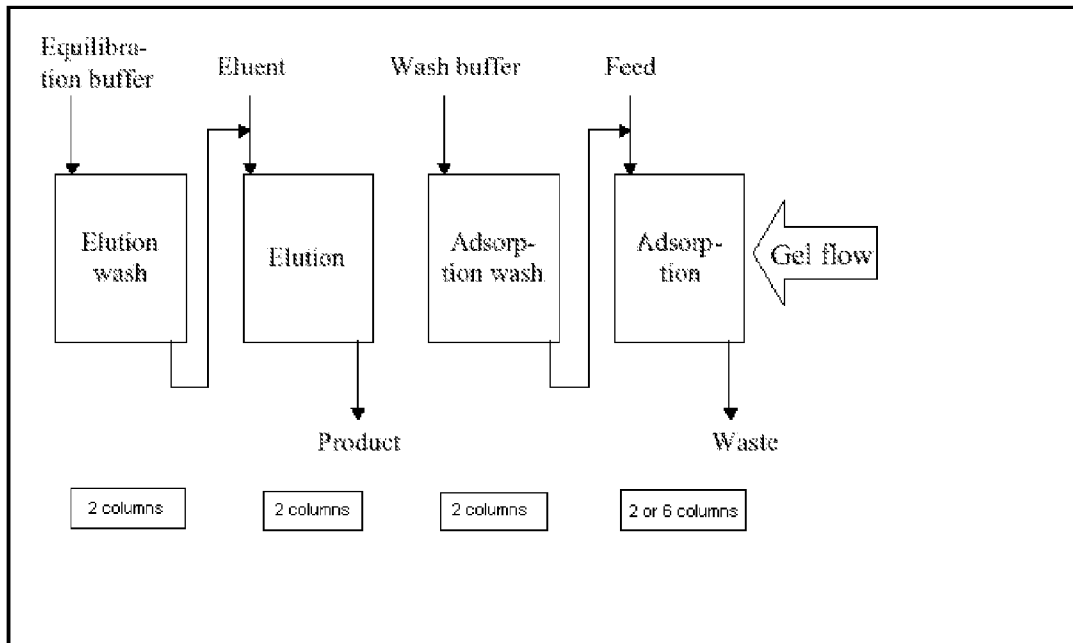 Equilibra-
tion buffer
Eluent
Wash buffer
Feed
Elution
wash
Elution
Adsorp-
tion wash
Adsorp-
tion
Gel flow
Product
Waste
2 columns
2 columns
2 columns
2 or 6 columns